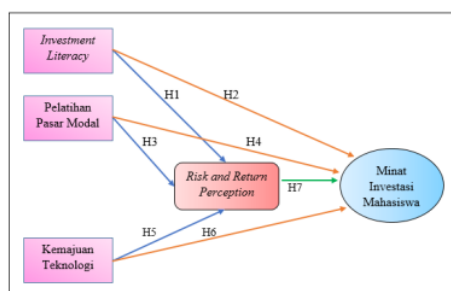 Investment
Literacy
H1
H2
Pelatihan
Pasar Modal
H3
H4
Risk and Return
Perception
H7
Minat
Investasi
Mahasiswa
H5
H6
Kemajuan
Teknologi